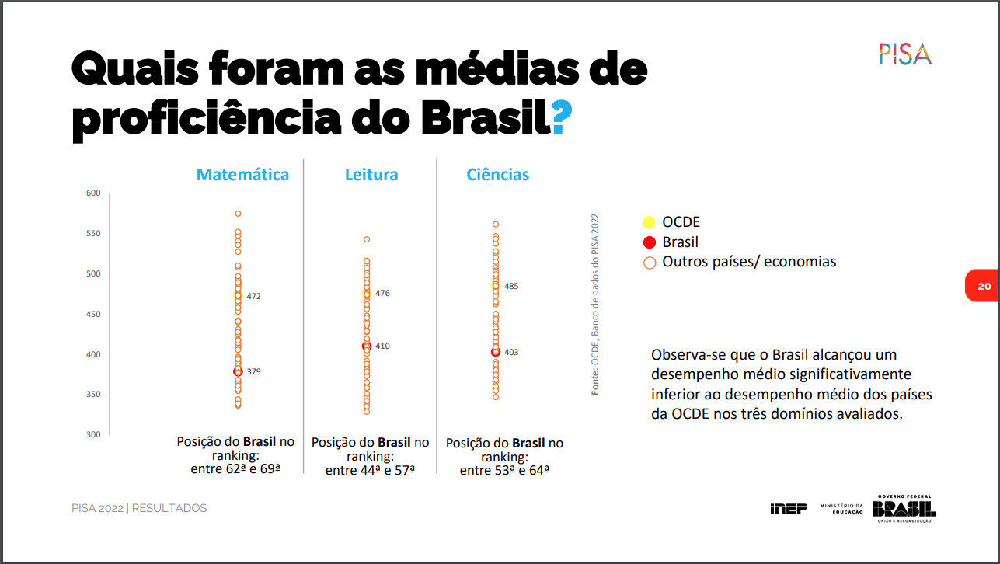 Quais foram as médias de
proficiência do Brasil?
PISA
Matemática
Leitura
Ciências
600
550
500
450
400
350
300
472
379
476
410
485
403
Fonte: OCDE, Banco de dados do PISA 2022
OCDE
Brasil
Outros países/ economias
20
Observa-se que o Brasil alcançou um
desempenho médio significativamente
inferior ao desempenho médio dos países
da OCDE nos três domínios avaliados.
Posição do Brasil no
ranking:
entre 62ª e 69ª
Posição do Brasil no
ranking:
entre 44ª e 57ª
Posição do Brasil no
ranking:
entre 53ª e 64ª
PISA 2022 | RESULTADOS
inep
MINISTÉRIO DA
EDUCAÇÃO
GOVERNO FEDERAL
BRASIL
UNIÃO E RECONSTRUÇÃO